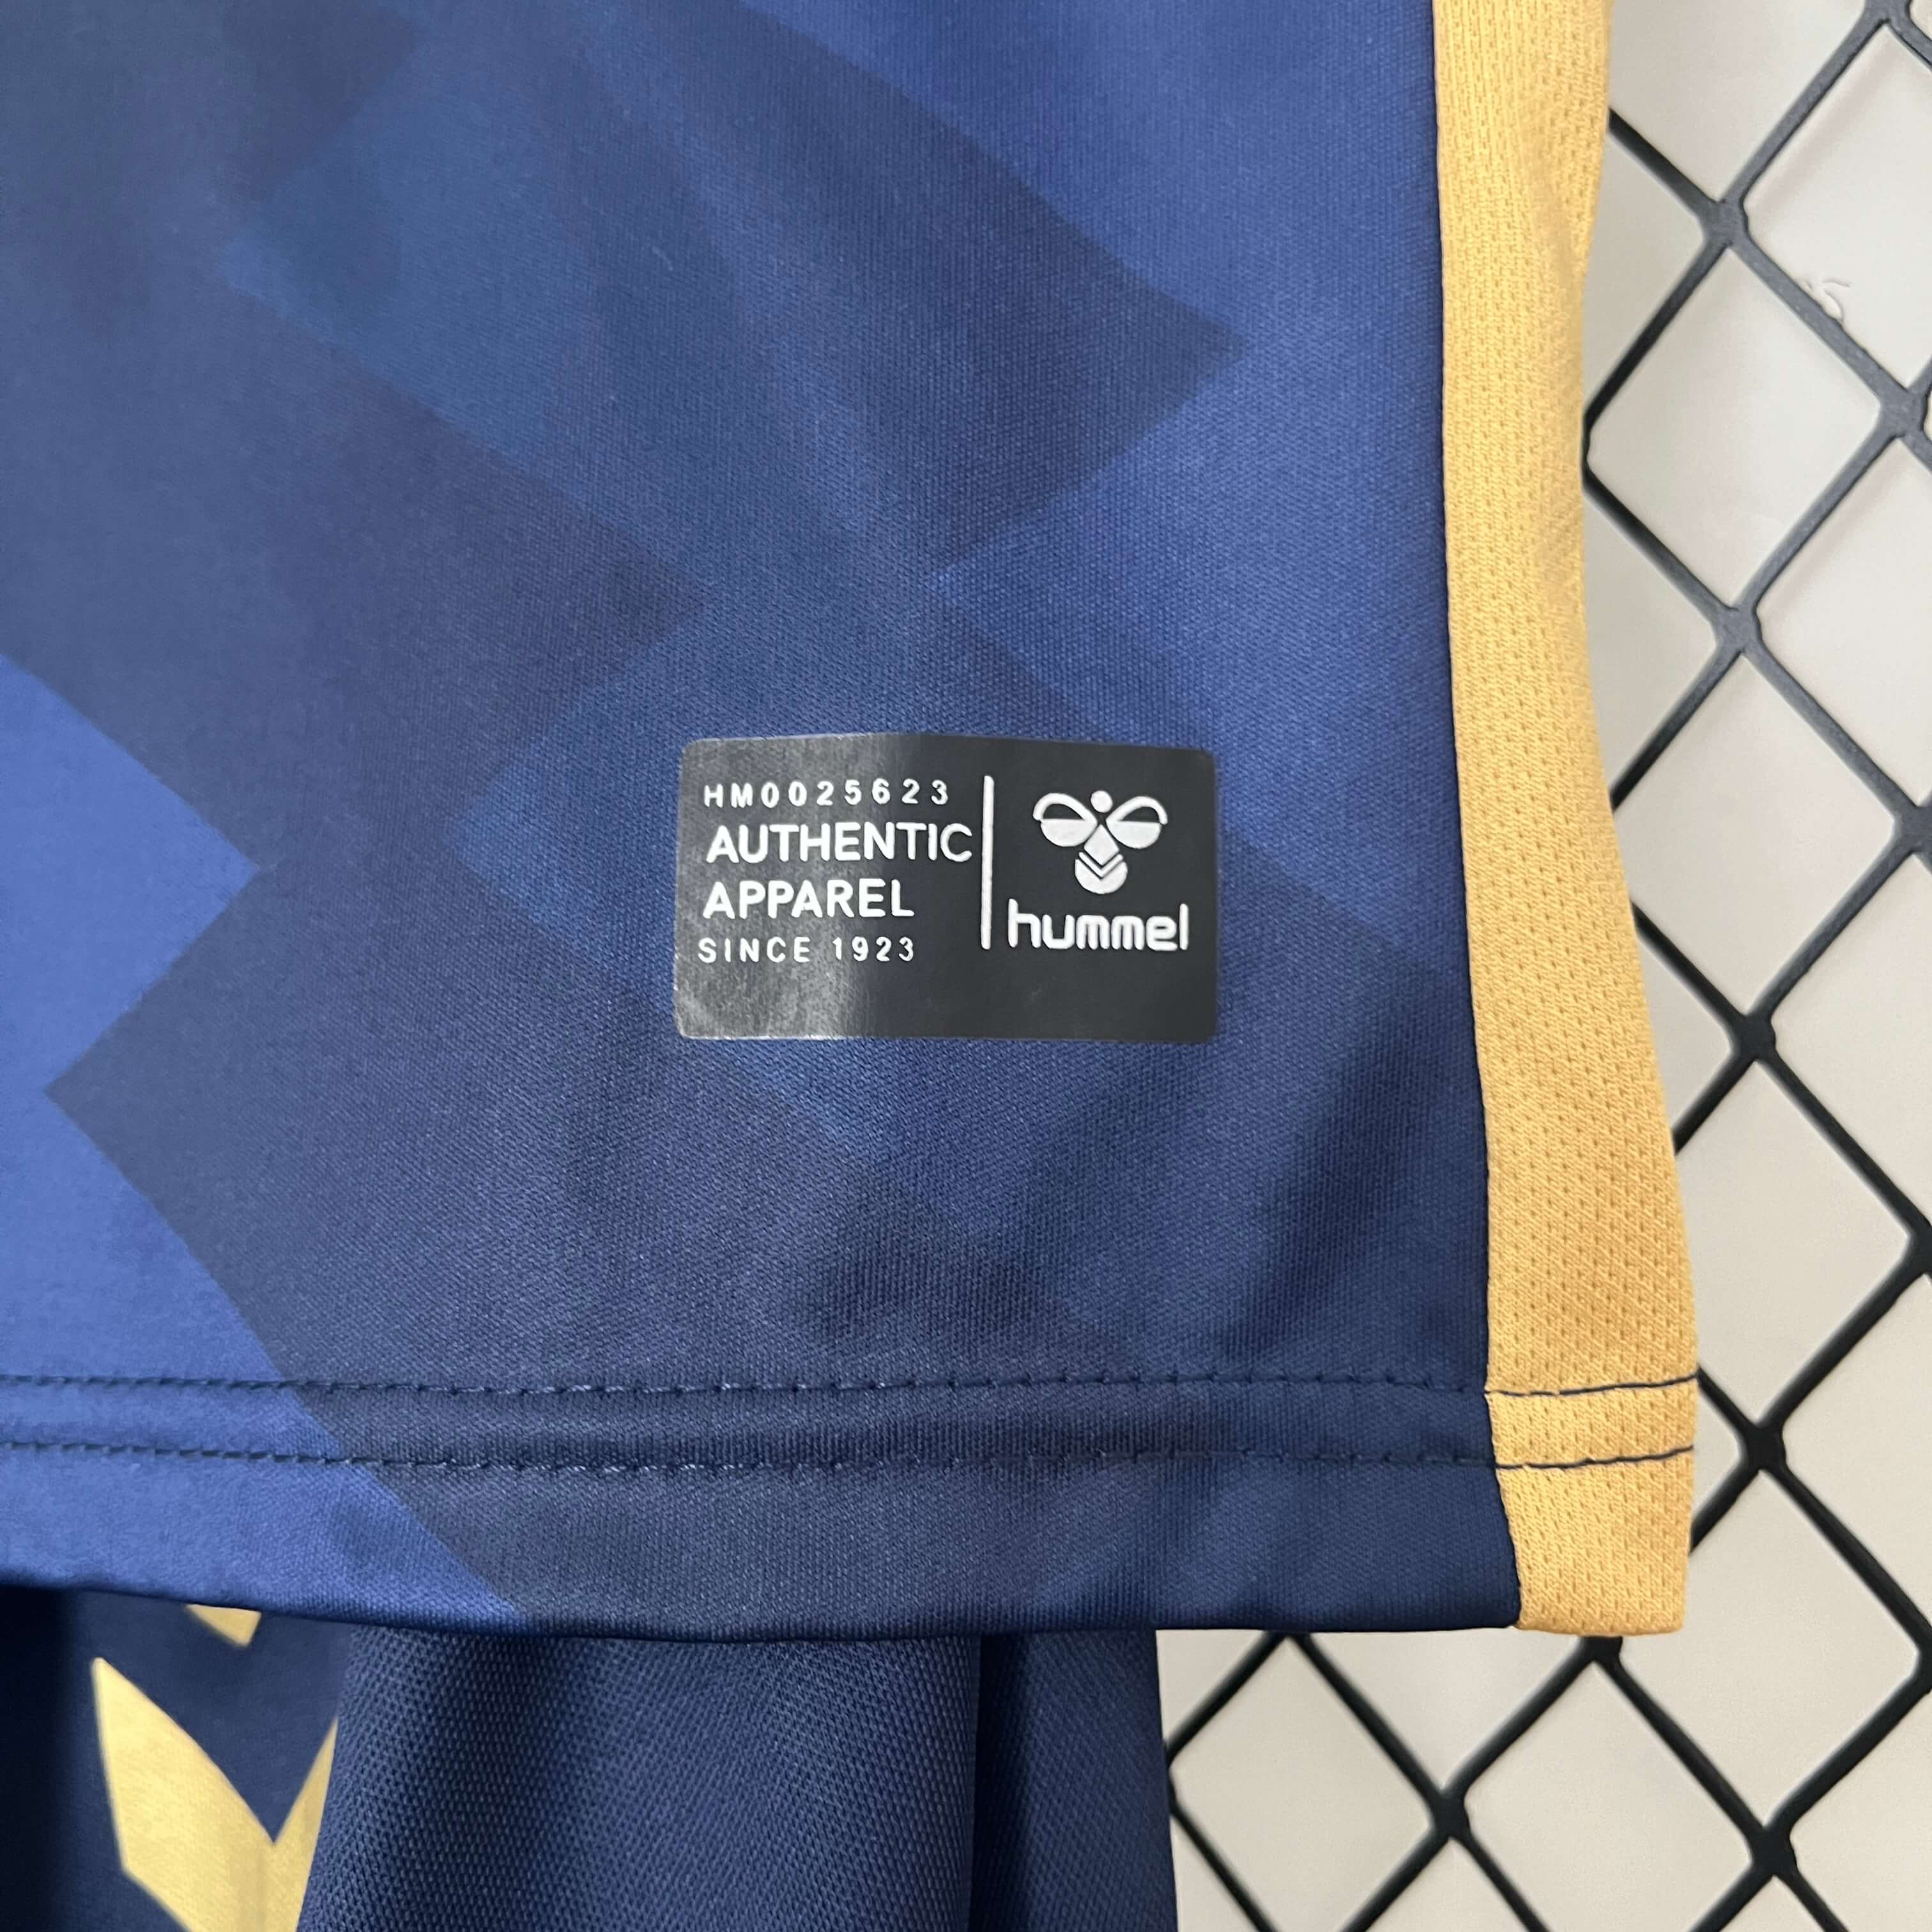 HM0025623
AUTHENTIC
APPAREL
SINCE 1923
hummel